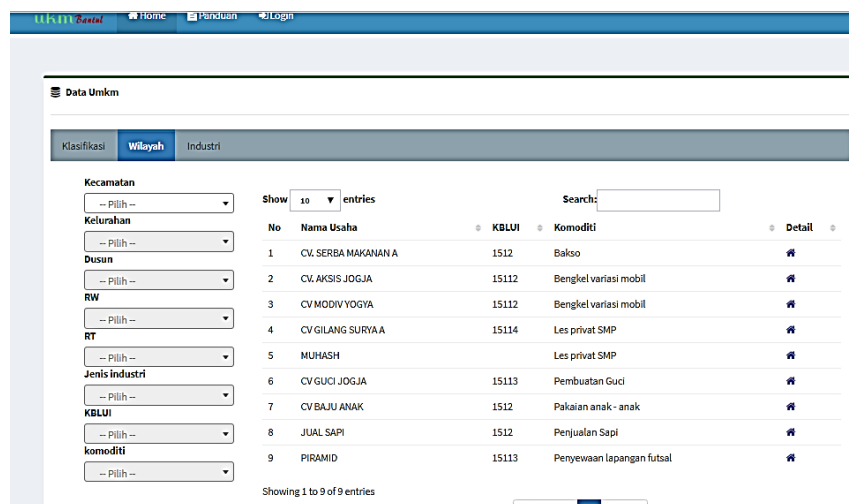 ukm Bantul Home Panduan Login
Data Umkm
Klasifikasi Wilayah Industri
Kecamatan
-- Pilih --
Kelurahan
-- Pilih --
Dusun
-- Pilih --
RW
-- Pilih --
RT
-- Pilih --
Jenis industri
-- Pilih --
KBLUI
-- Pilih --
komoditi
-- Pilih --
Show 10 entries Search:
No Nama Usaha KBLUI Komoditi Detail
1 CV. SERBA MAKANAN A 1512 Bakso
2 CV. AKSIS JOGJA 15112 Bengkel variasi mobil
3 CV MODIV YOGYA 15112 Bengkel variasi mobil
4 CV GILANG SURYA A 15114 Les privat SMP
5 MUHASH Les privat SMP
6 CV GUCI JOGJA 15113 Pembuatan Guci
7 CV BAJU ANAK 1512 Pakaian anak - anak
8 JUAL SAPI 1512 Penjualan Sapi
9 PIRAMID 15113 Penyewaan lapangan futsal
Showing 1 to 9 of 9 entries